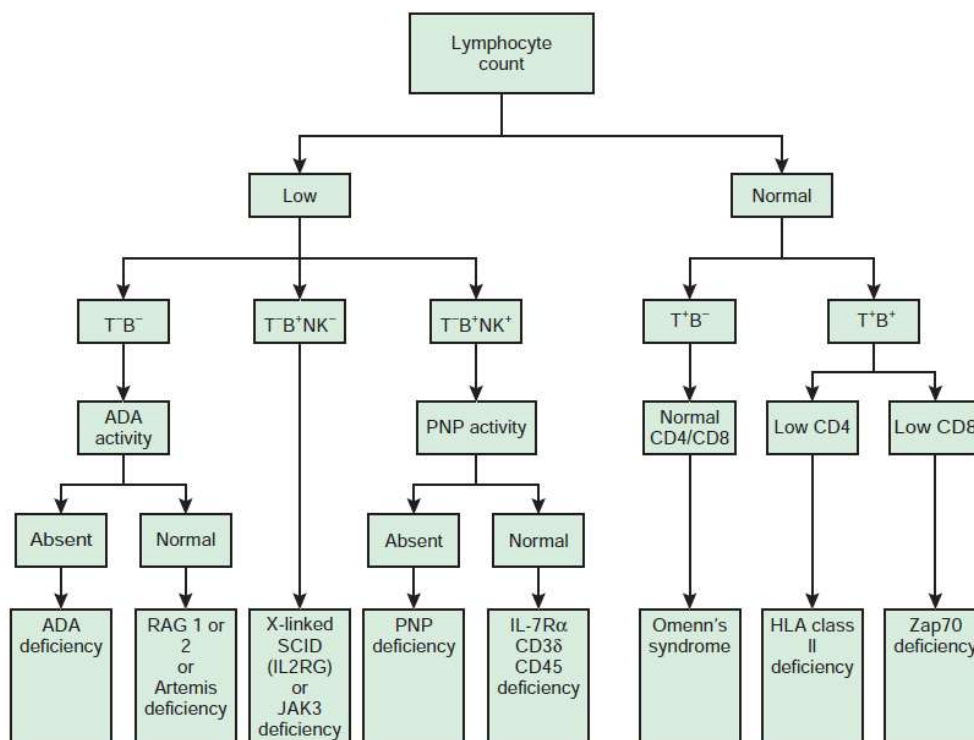 Lymphocyte
count
Low
Normal
T⁻B⁻
T⁻B⁺NK⁻
T⁻B⁺NK⁺
T⁺B⁻
T⁺B⁺
ADA
activity
PNP activity
Normal
CD4/CD8
Low CD4
Low CD8
Absent
Normal
Absent
Normal
ADA
deficiency
RAG 1 or
2
or
Artemis
deficiency
X-linked
SCID
(IL2RG)
or
JAK3
deficiency
PNP
deficiency
IL-7Rα
CD3δ
CD45
deficiency
Omenn's
syndrome
HLA class
II
deficiency
Zap70
deficiency